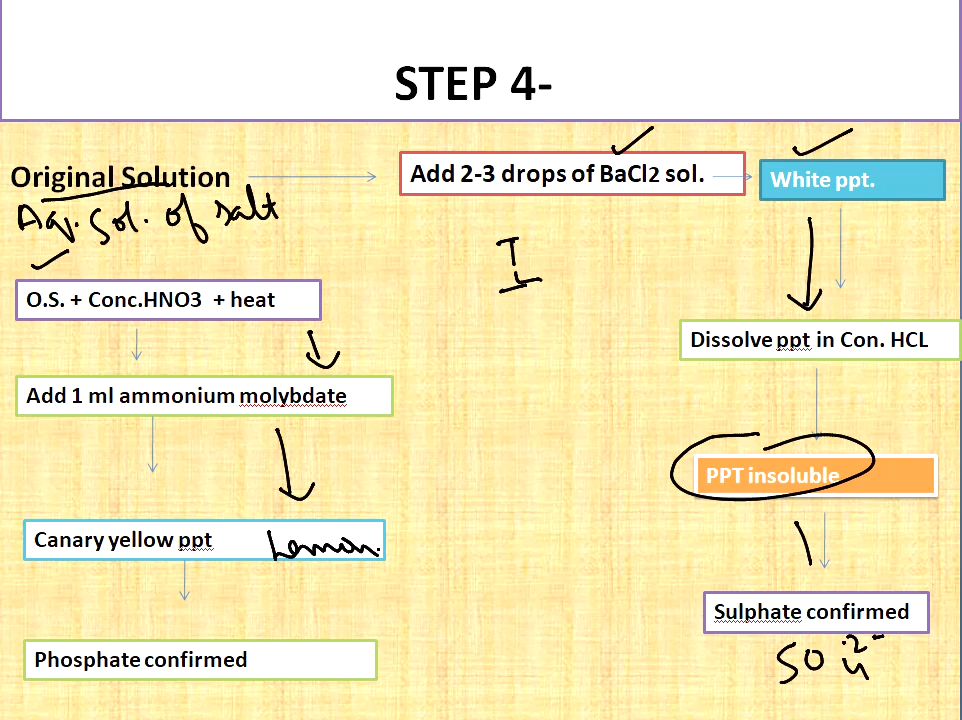 STEP 4-
Original Solution
Add 2-3 drops of BaCl2 sol.
White ppt.
Aq. Sol. of salt
I
O.S. + Conc.HNO3 + heat
Dissolve ppt in Con. HCL
Add 1 ml ammonium molybdate
PPT insoluble
Canary yellow ppt
Lemon.
Sulphate confirmed
Phosphate confirmed
SO4 2-